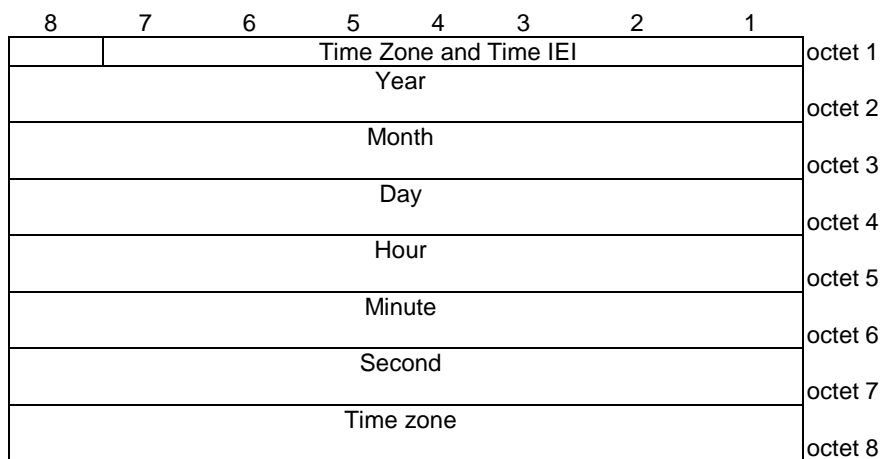 8 7 6 5 4 3 2 1
Time Zone and Time IEI octet 1
Year
octet 2
Month
octet 3
Day
octet 4
Hour
octet 5
Minute
octet 6
Second
octet 7
Time zone
octet 8